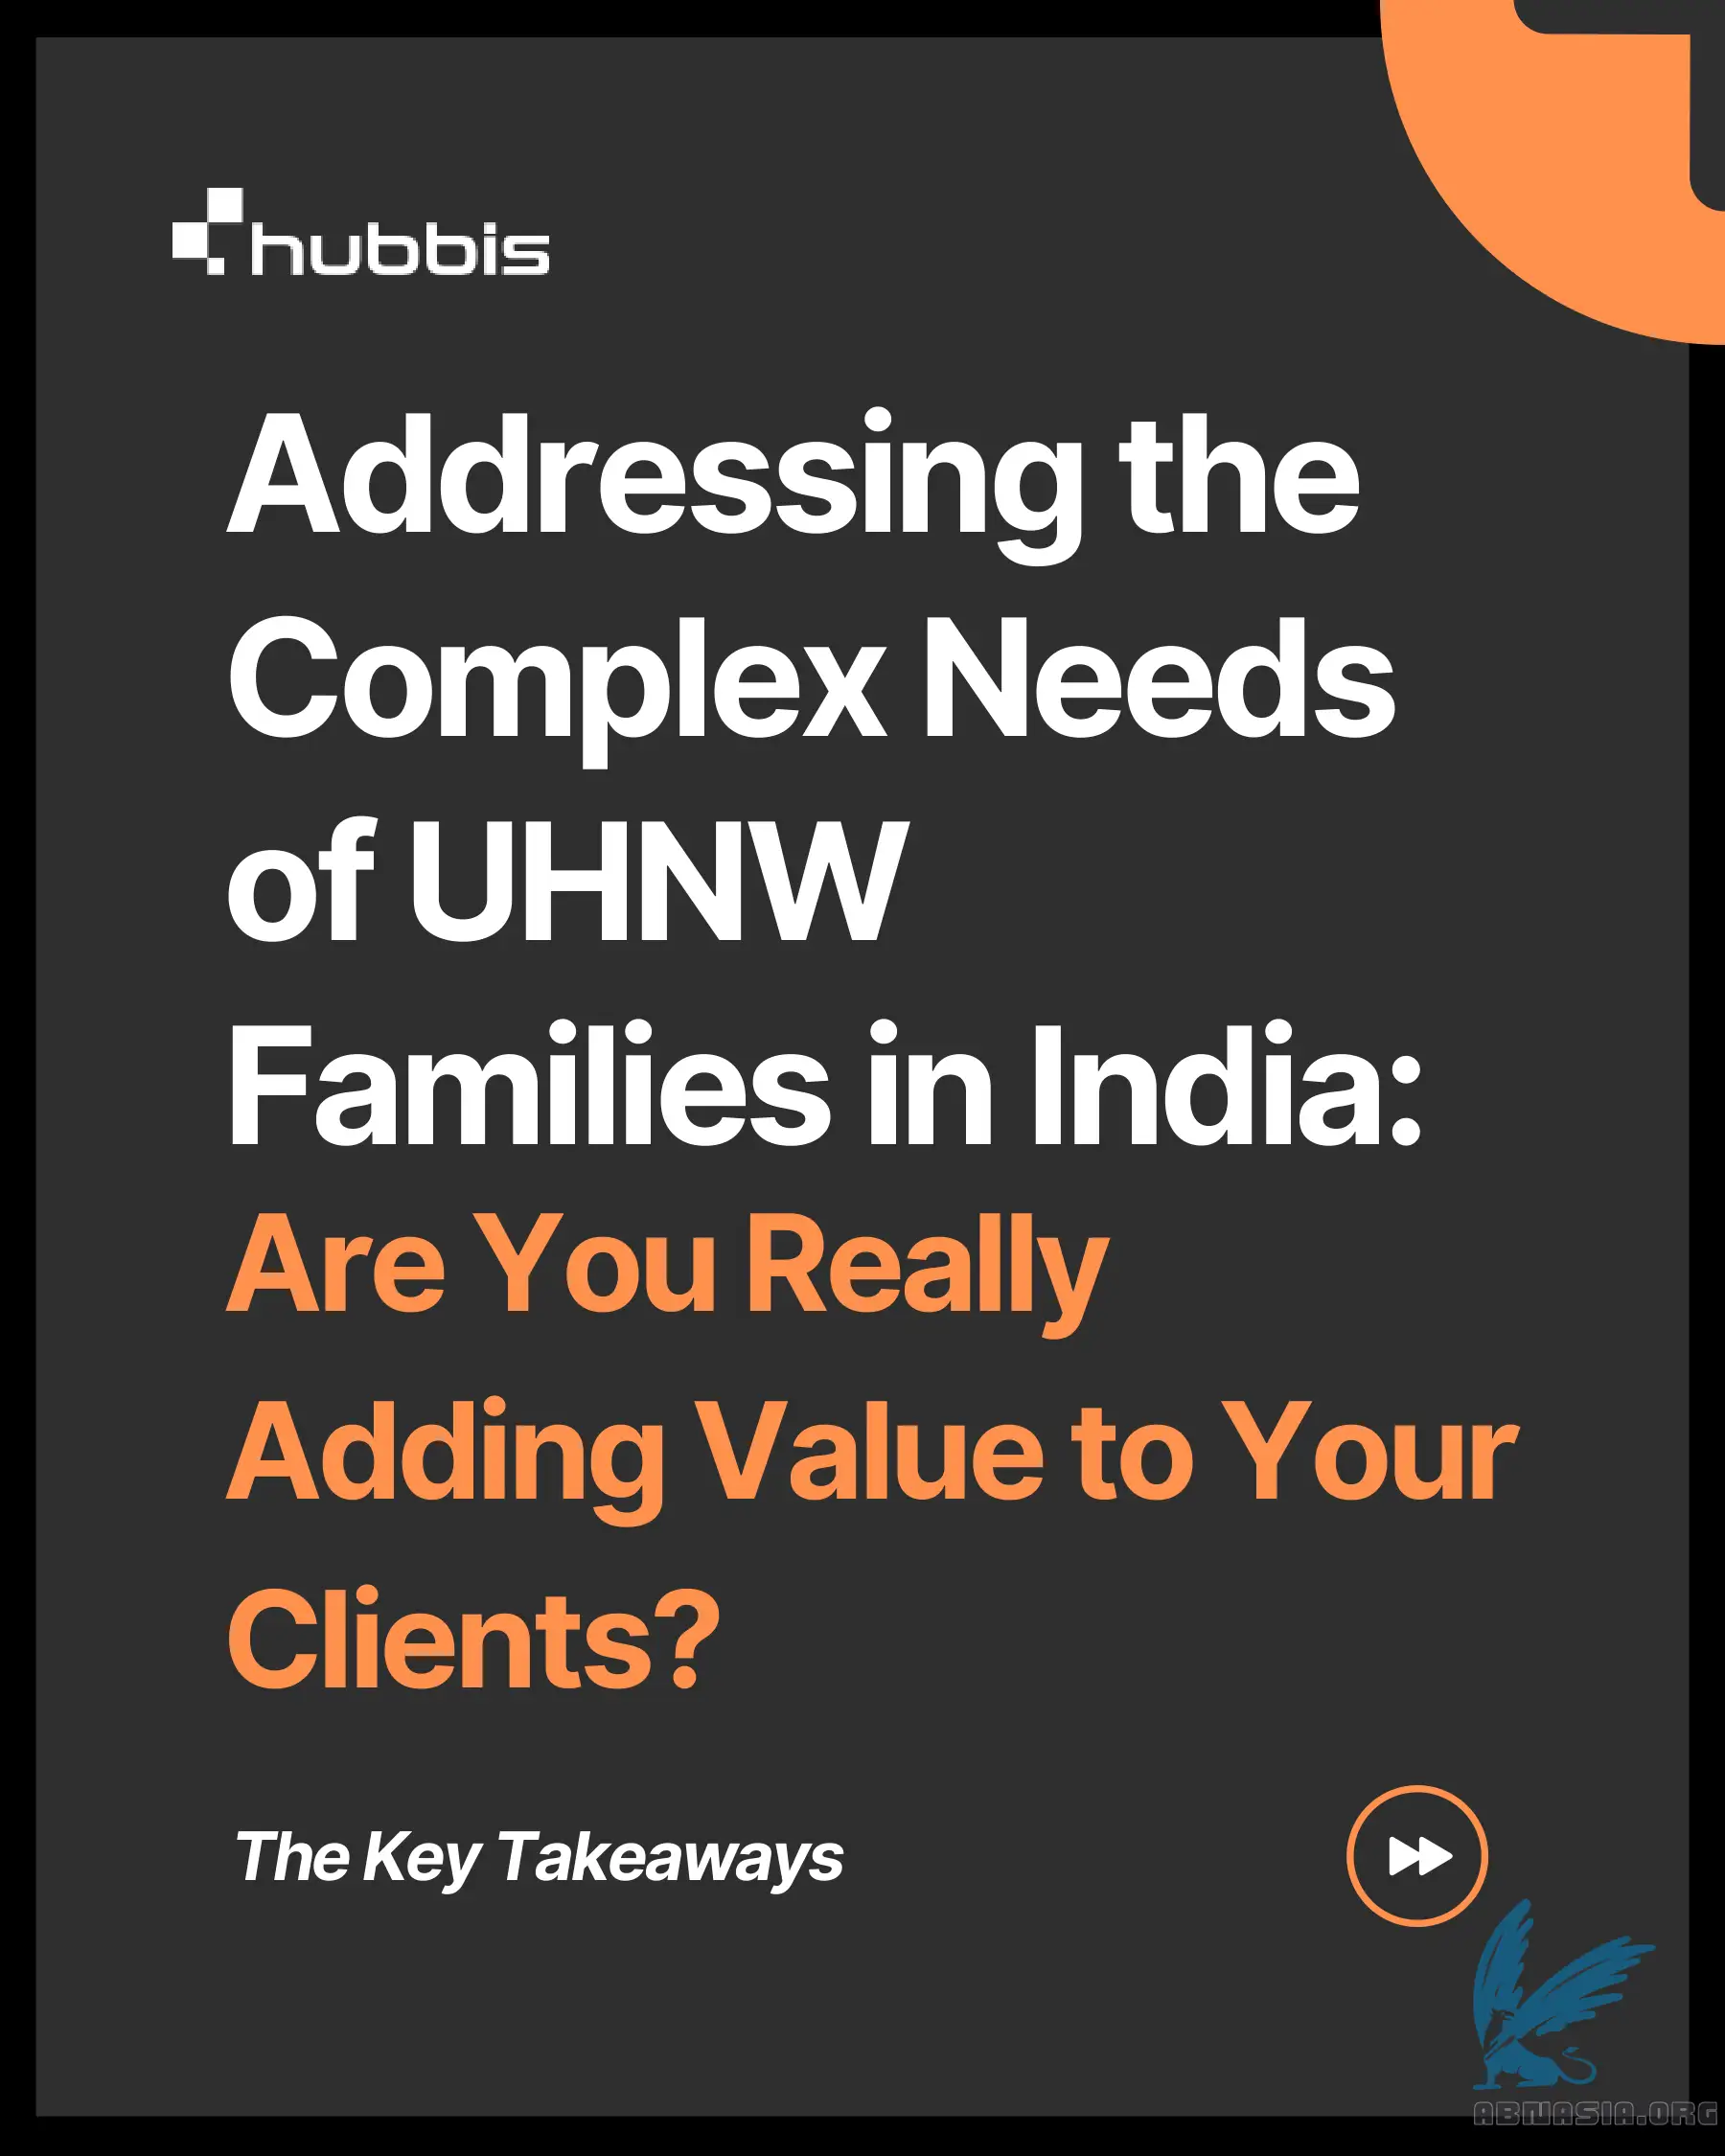 hubbis
Addressing the
Complex Needs
of UHNW
Families in India:
Are You Really
Adding Value to Your
Clients?
The Key Takeaways
ABNASIA.ORG